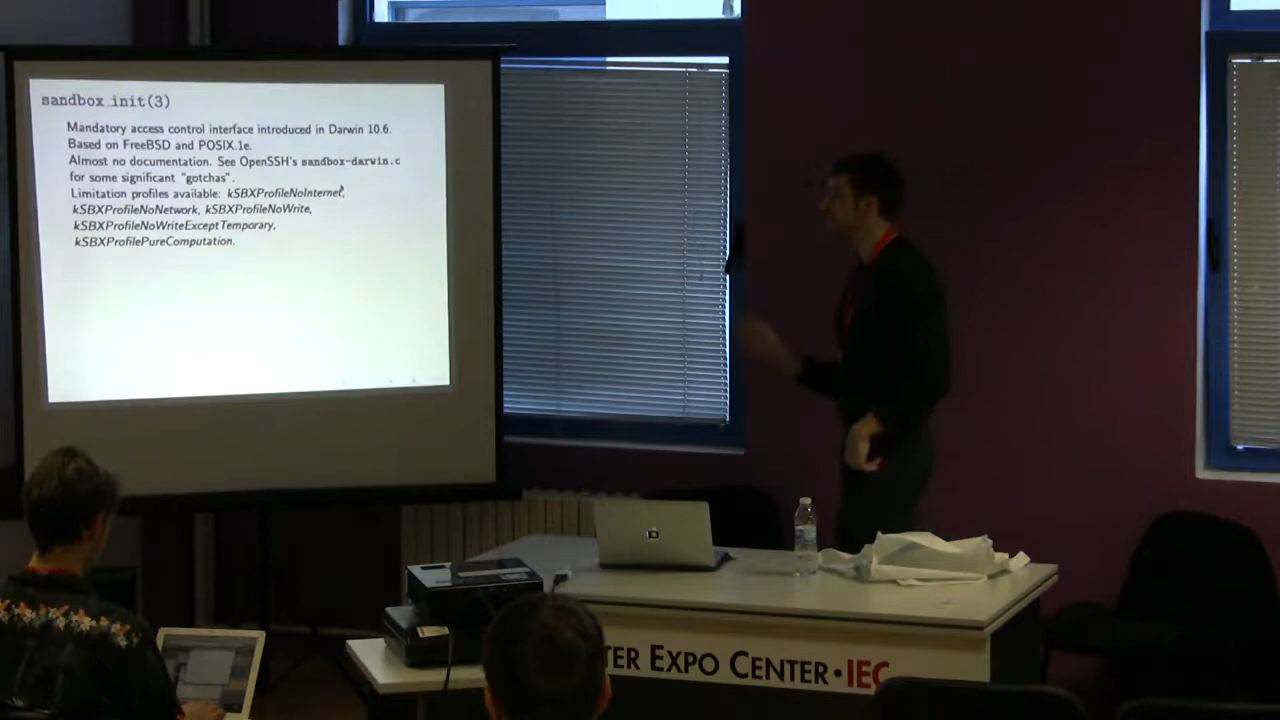 sandbox_init(3)
Mandatory access control interface introduced in Darwin 10.6.
Based on FreeBSD and POSIX.1e.
Almost no documentation. See OpenSSH's sandbox-darwin.c
for some significant "gotchas".
Limitation profiles available: kSBXProfileNoInternet,
kSBXProfileNoNetwork, kSBXProfileNoWrite,
kSBXProfileNoWriteExceptTemporary,
kSBXProfilePureComputation.
TER EXPO CENTER·IEC